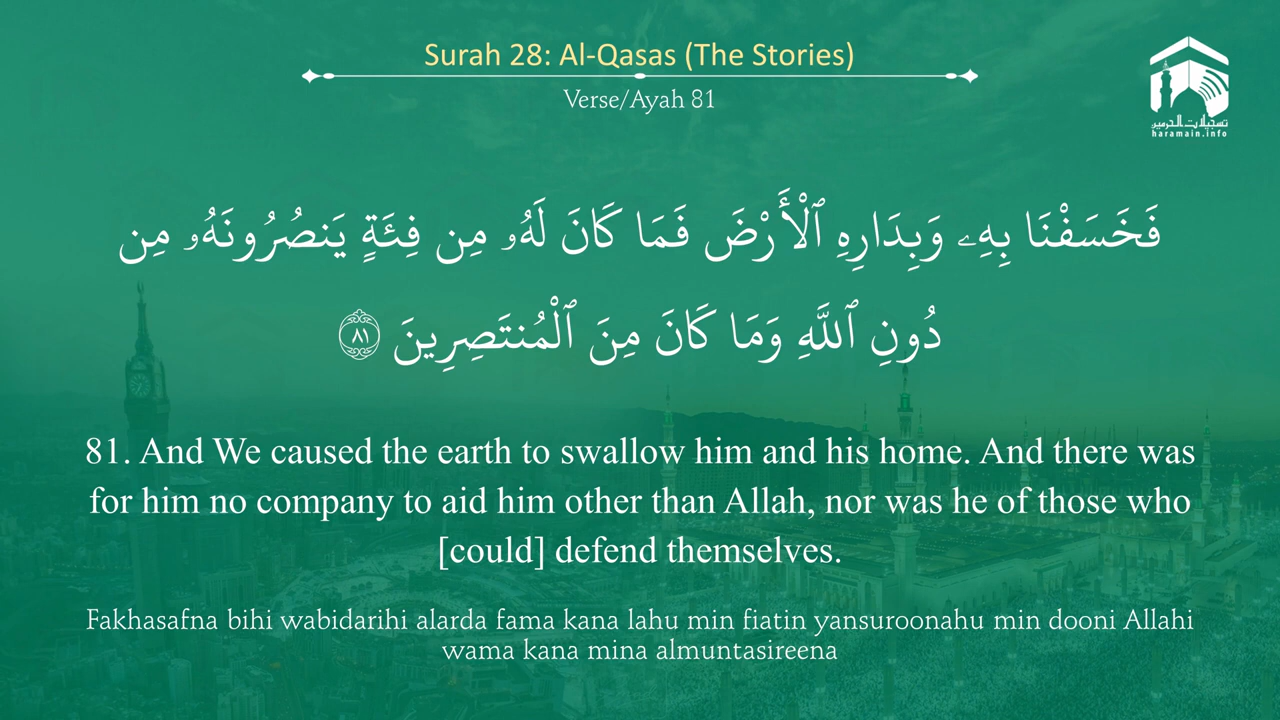 Surah 28: Al-Qasas (The Stories)
Verse/Ayah 81
تسجيلات الحرمين
haramain.info
فَخَسَفْنَا بِهِۦ وَبِدَارِهِ ٱلْأَرْضَ فَمَا كَانَ لَهُۥ مِن فِئَةٍ يَنصُرُونَهُۥ مِن
دُونِ ٱللَّهِ وَمَا كَانَ مِنَ ٱلْمُنتَصِرِينَ ٨١
81. And We caused the earth to swallow him and his home. And there was
for him no company to aid him other than Allah, nor was he of those who
[could] defend themselves.
Fakhasafna bihi wabidarihi alarda fama kana lahu min fiatin yansuroonahu min dooni Allahi
wama kana mina almuntasireena